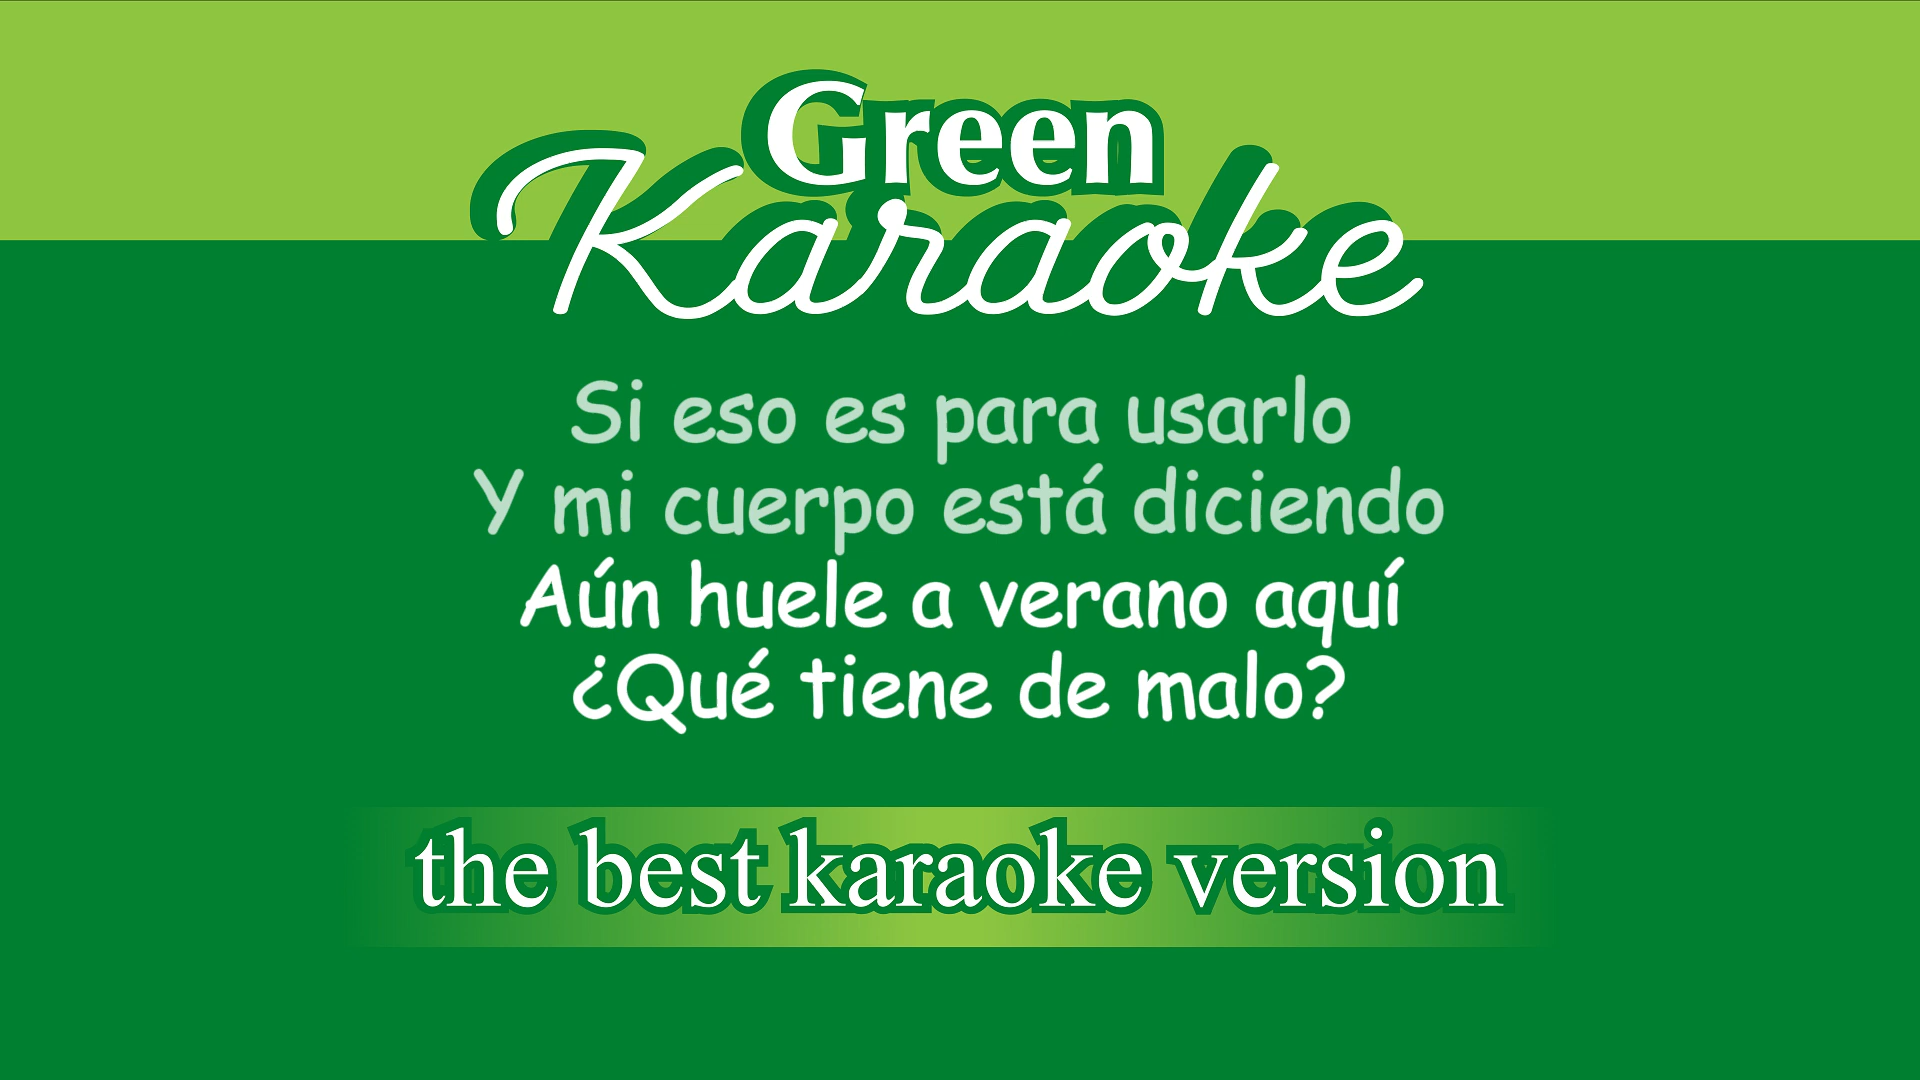 Green
Karaoke
Si eso es para usarlo
Y mi cuerpo está diciendo
Aún huele a verano aquí
¿Qué tiene de malo?
the best karaoke version